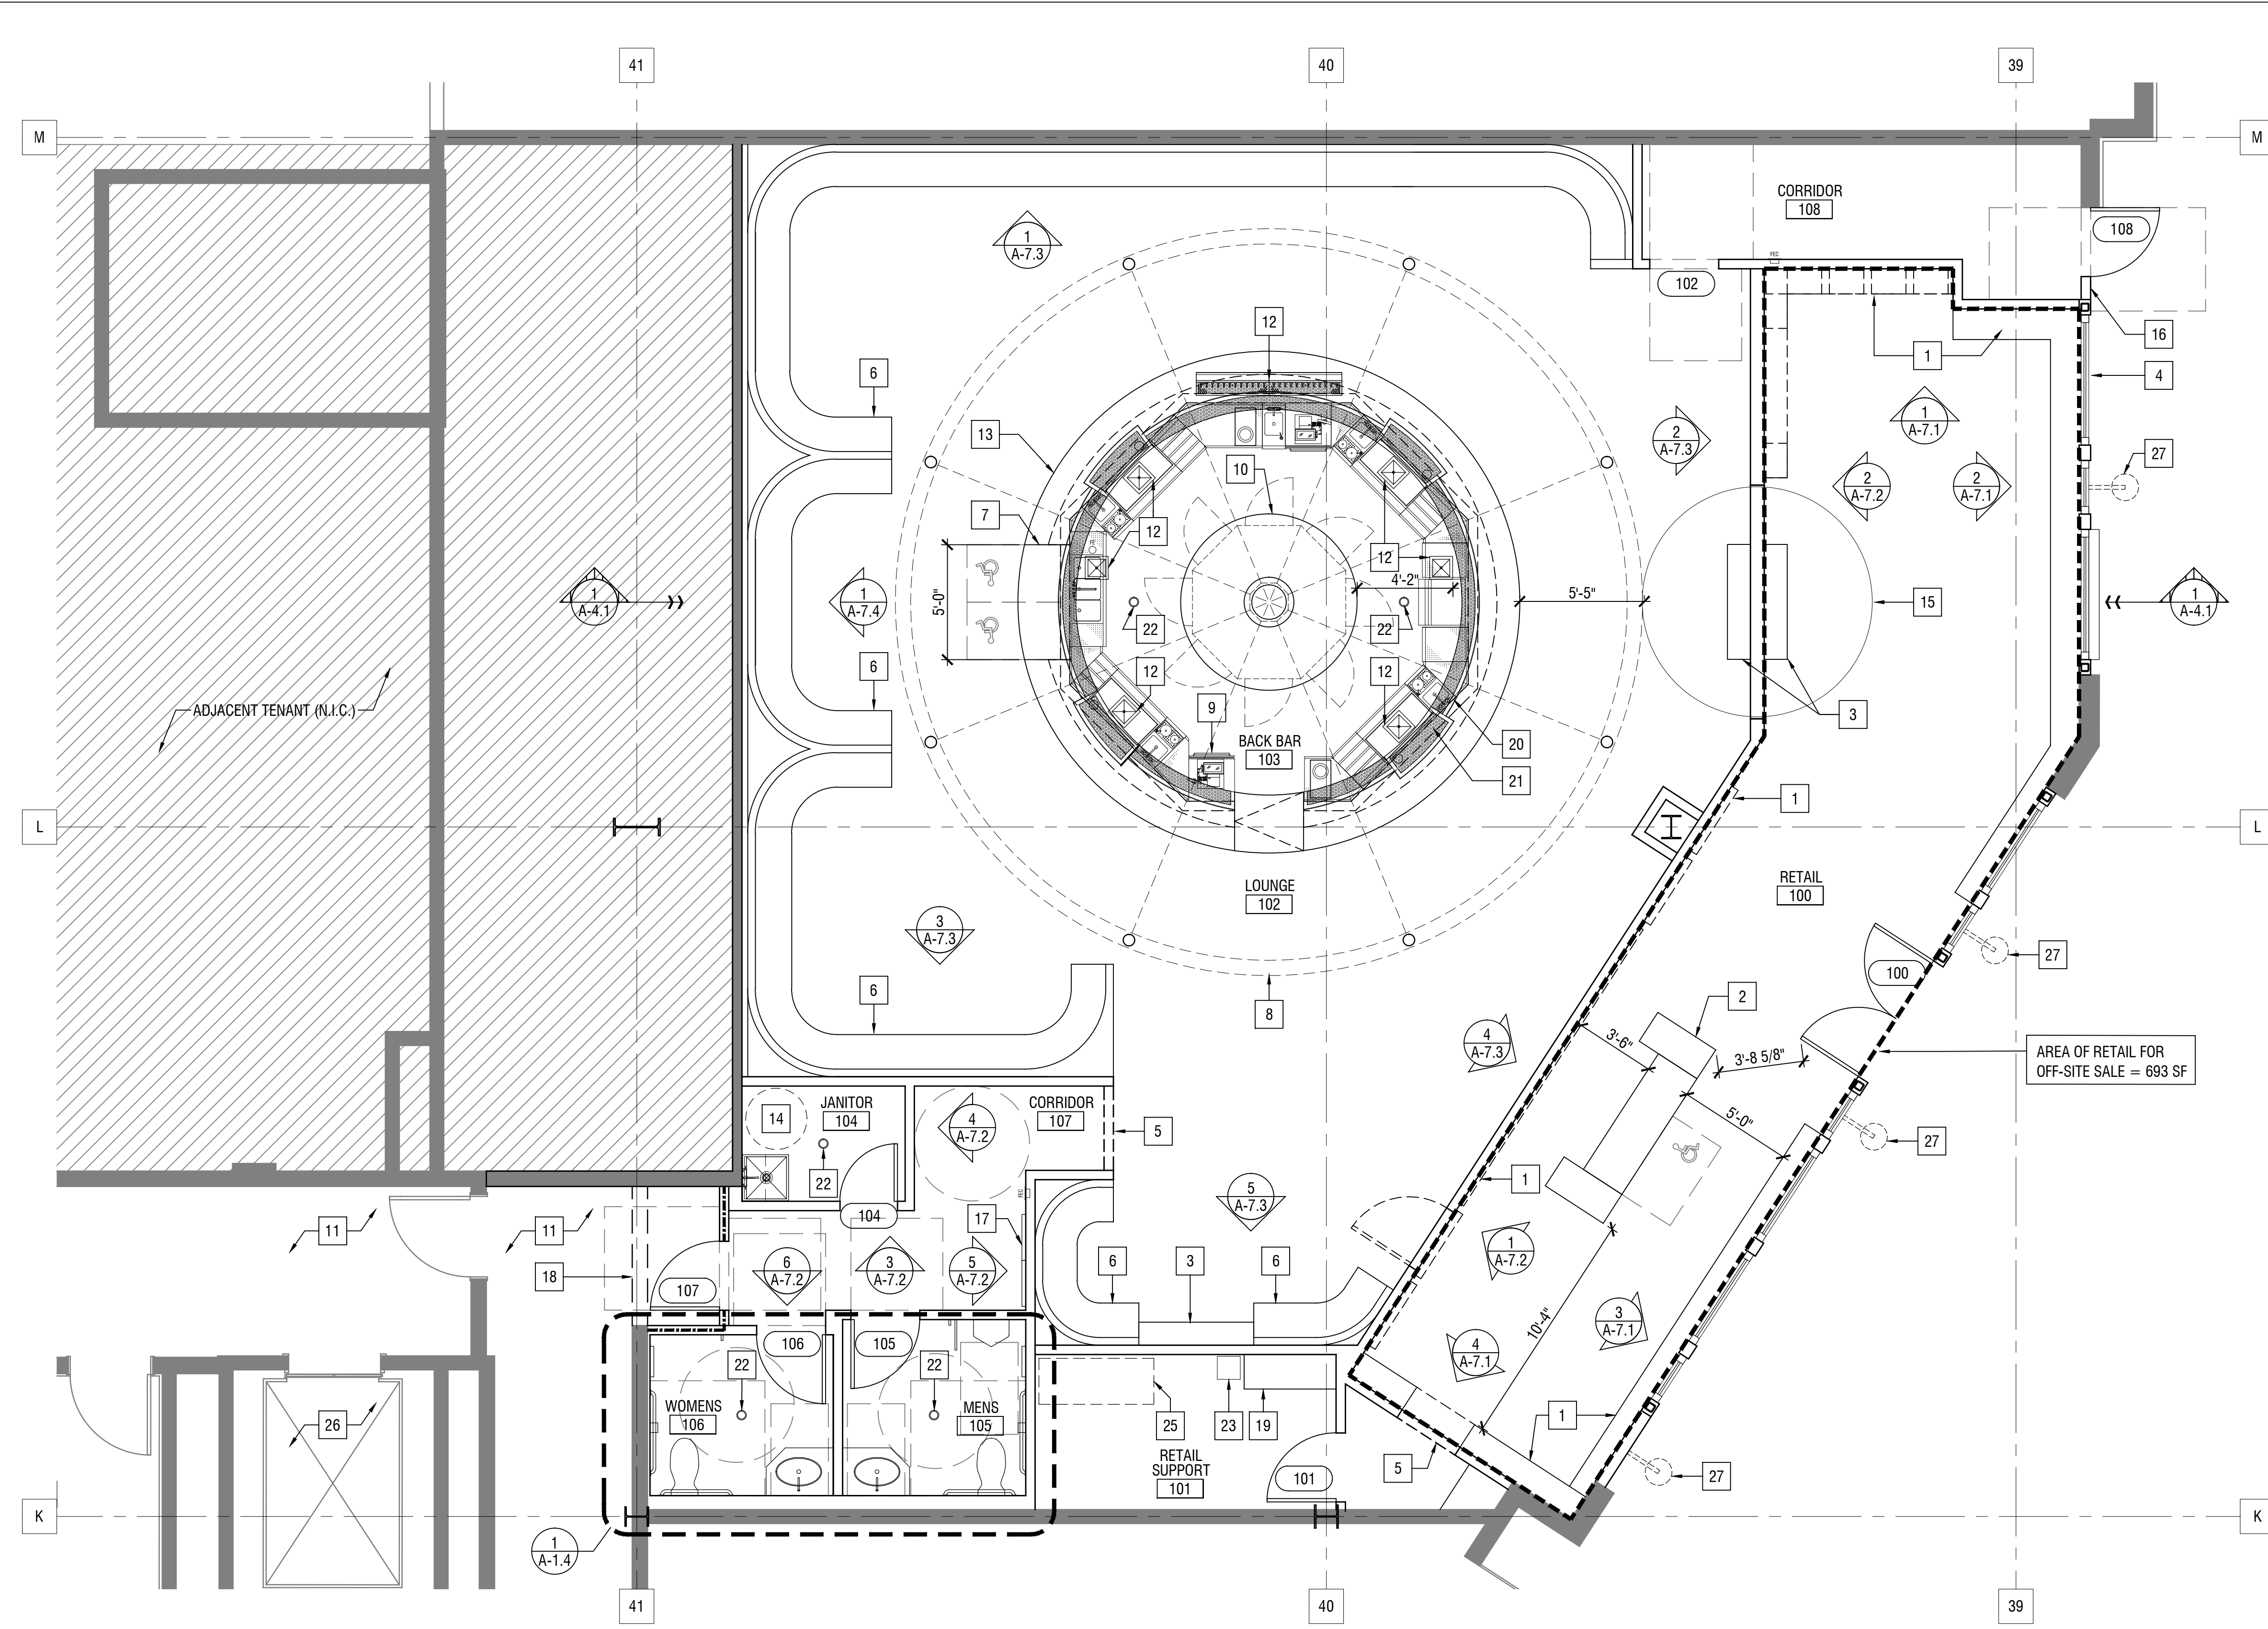 41
40
39
M
M
CORRIDOR
108
108
1
A-7.3
FEC
102
12
16
1
6
4
1
A-7.1
13
2
A-7.3
27
10
2
A-7.2
2
A-7.1
7
12
12
FE
4'-2"
1
A-4.1
1
A-7.4
5'-0"
5'-5"
15
1
A-4.1
22
22
6
12
12
ADJACENT TENANT (N.I.C.)
9
3
BACK BAR
103
20
21
1
L
L
LOUNGE
102
RETAIL
100
3
A-7.3
27
100
6
8
2
4
A-7.3
3'-6"
3'-8 5/8"
AREA OF RETAIL FOR
OFF-SITE SALE = 693 SF
14
JANITOR
104
4
A-7.2
CORRIDOR
107
5
5'-0"
27
22
1
FEC
5
A-7.3
11
11
104
17
1
A-7.2
18
6
A-7.2
3
A-7.2
5
A-7.2
6
3
6
107
3
A-7.1
10'-4"
106
105
4
A-7.1
22
22
WOMENS
106
MENS
105
26
25
23
19
1
RETAIL
SUPPORT
101
101
5
27
K
K
1
A-1.4
41
40
39